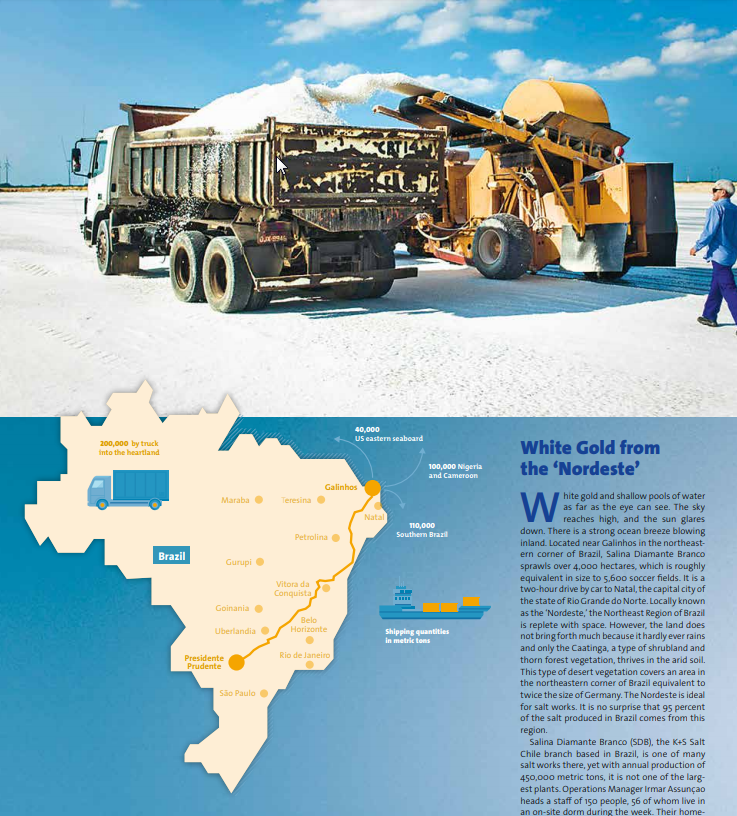 200,000 by truck
into the heartland
40,000
US eastern seaboard
100,000 Nigeria
and Cameroon
110,000
Southern Brazil
Galinhos
Natal
Maraba
Teresina
Petrolina
Brazil
Gurupi
Vitora da
Conquista
Goinania
Uberlandia
Belo
Horizonte
Presidente
Prudente
Rio de Janeiro
São Paulo
Shipping quantities
in metric tons
White Gold from
the ‘Nordeste’
White gold and shallow pools of water
as far as the eye can see. The sky
reaches high, and the sun glares
down. There is a strong ocean breeze blowing
inland. Located near Galinhos in the northeast-
ern corner of Brazil, Salina Diamante Branco
sprawls over 4,000 hectares, which is roughly
equivalent in size to 5,600 soccer fields. It is a
two-hour drive by car to Natal, the capital city of
the state of Rio Grande do Norte. Locally known
as the ‘Nordeste,’ the Northeast Region of Brazil
is replete with space. However, the land does
not bring forth much because it hardly ever rains
and only the Caatinga, a type of shrubland and
thorn forest vegetation, thrives in the arid soil.
This type of desert vegetation covers an area in
the northeastern corner of Brazil equivalent to
twice the size of Germany. The Nordeste is ideal
for salt works. It is no surprise that 95 percent
of the salt produced in Brazil comes from this
region.
Salina Diamante Branco (SDB), the K+S Salt
Chile branch based in Brazil, is one of many
salt works there, yet with annual production of
450,000 metric tons, it is not one of the larg-
est plants. Operations Manager Irmar Assunçao
heads a staff of 150 people, 56 of whom live in
an on-site dorm during the week. Their home-